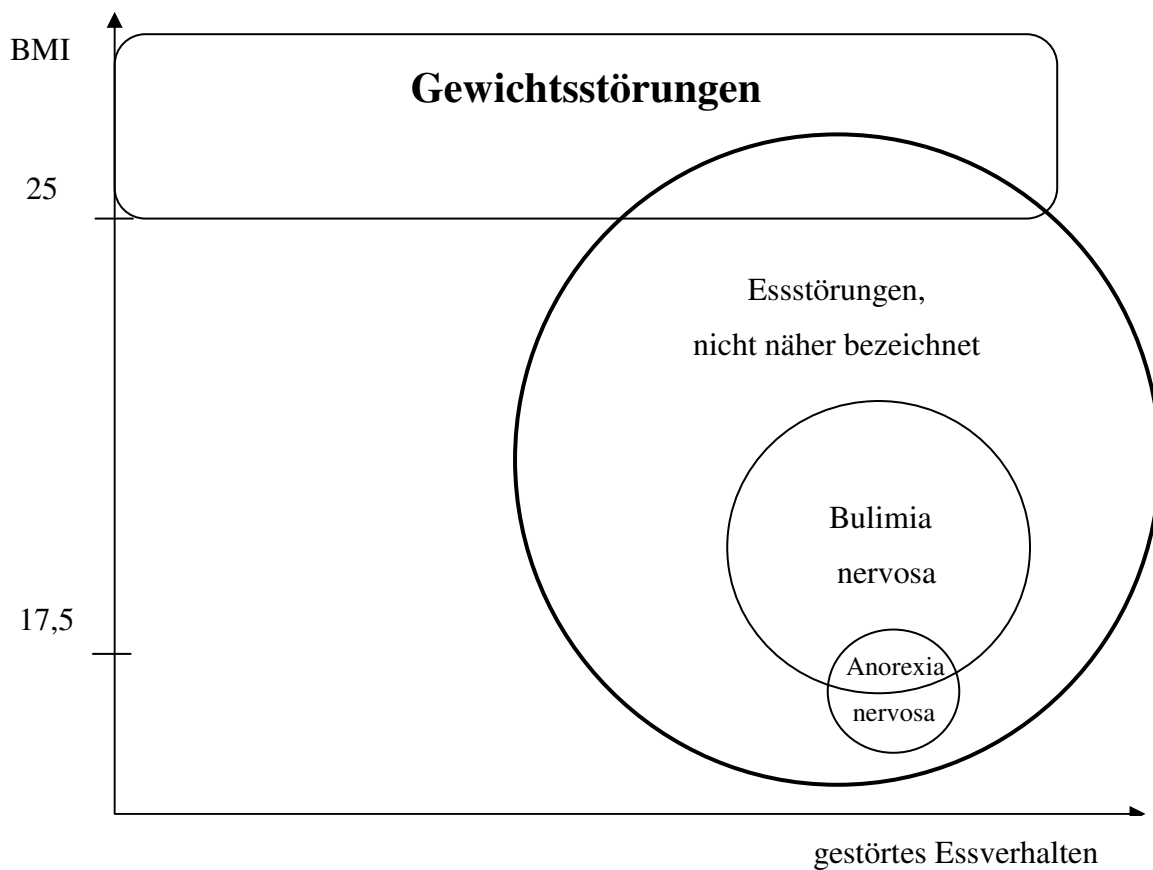 BMI
Gewichtsstörungen
25
Essstörungen,
nicht näher bezeichnet
Bulimia
nervosa
17,5
Anorexia
nervosa
gestörtes Essverhalten